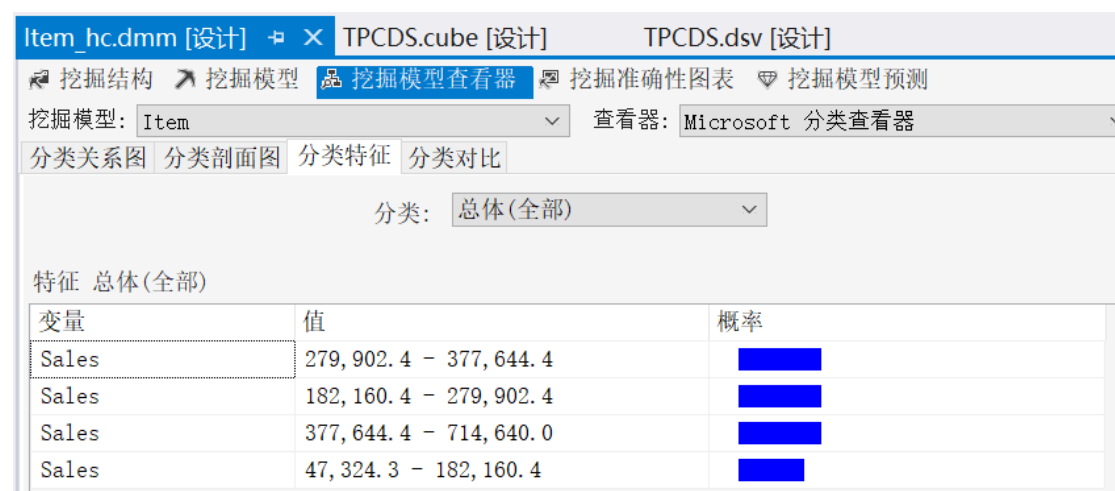 Item_hc.dmm [设计] TPCDS.cube [设计] TPCDS.dsv [设计]
挖掘结构 挖掘模型 挖掘模型查看器 挖掘准确性图表 挖掘模型预测
挖掘模型: Item 查看器: Microsoft 分类查看器
分类关系图 分类剖面图 分类特征 分类对比
分类: 总体(全部)
特征 总体(全部)
变量 值 概率
Sales 279,902.4 - 377,644.4
Sales 182,160.4 - 279,902.4
Sales 377,644.4 - 714,640.0
Sales 47,324.3 - 182,160.4